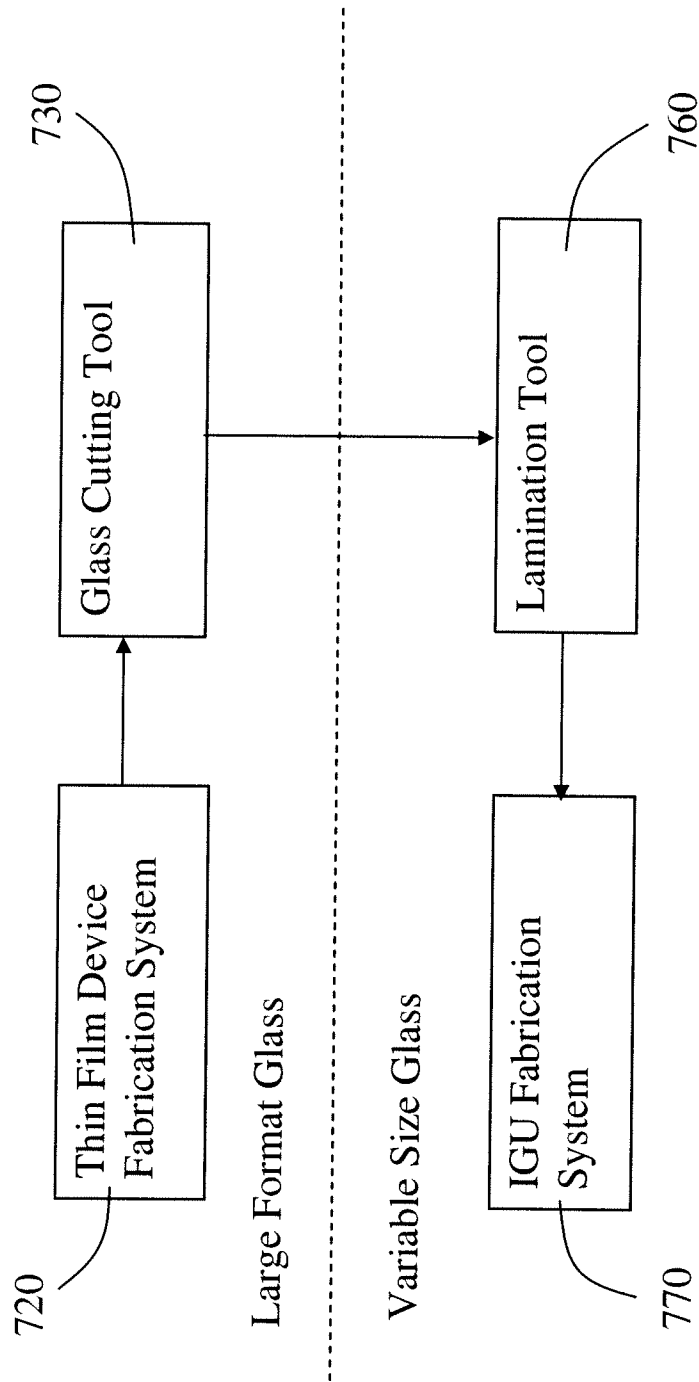 720
Thin Film Device
Fabrication System
730
Glass Cutting Tool
Large Format Glass
Variable Size Glass
770
IGU Fabrication
System
Lamination Tool
760